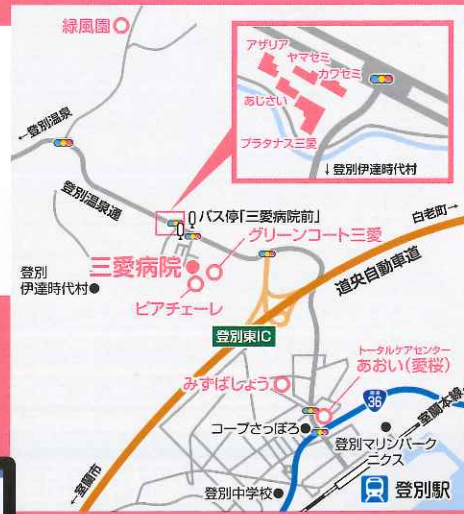 緑風園
←登別温泉
登別温泉通
アザリア
ヤマセミ
カワセミ
あじさい
プラタナス三愛
↓登別伊達時代村
バス停「三愛病院前」
白老町→
グリーンコート三愛
三愛病院
登別
伊達時代村
ピアチェーレ
道央自動車道
登別東IC
トータルケアセンター
あおい(愛桜)
みずばしょう
国道
36
室蘭本線
コープさっぽろ
登別マリンパーク
ニクス
←室蘭市
登別中学校
登別駅